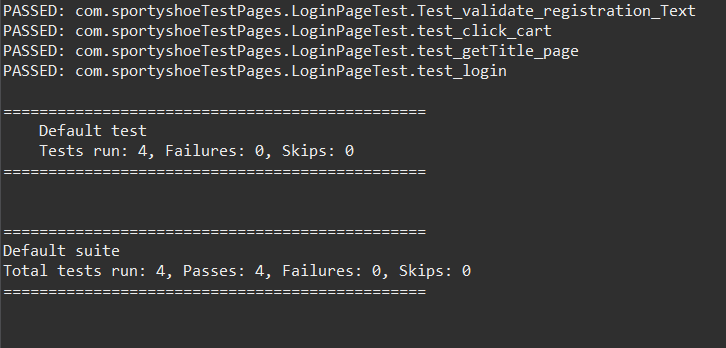 PASSED: com.sportyshoeTestPages.LoginPageTest.Test_validate_registration_Text
PASSED: com.sportyshoeTestPages.LoginPageTest.test_click_cart
PASSED: com.sportyshoeTestPages.LoginPageTest.test_getTitle_page
PASSED: com.sportyshoeTestPages.LoginPageTest.test_login
===============================================
Default test
Tests run: 4, Failures: 0, Skips: 0
===============================================
===============================================
Default suite
Total tests run: 4, Passes: 4, Failures: 0, Skips: 0
===============================================